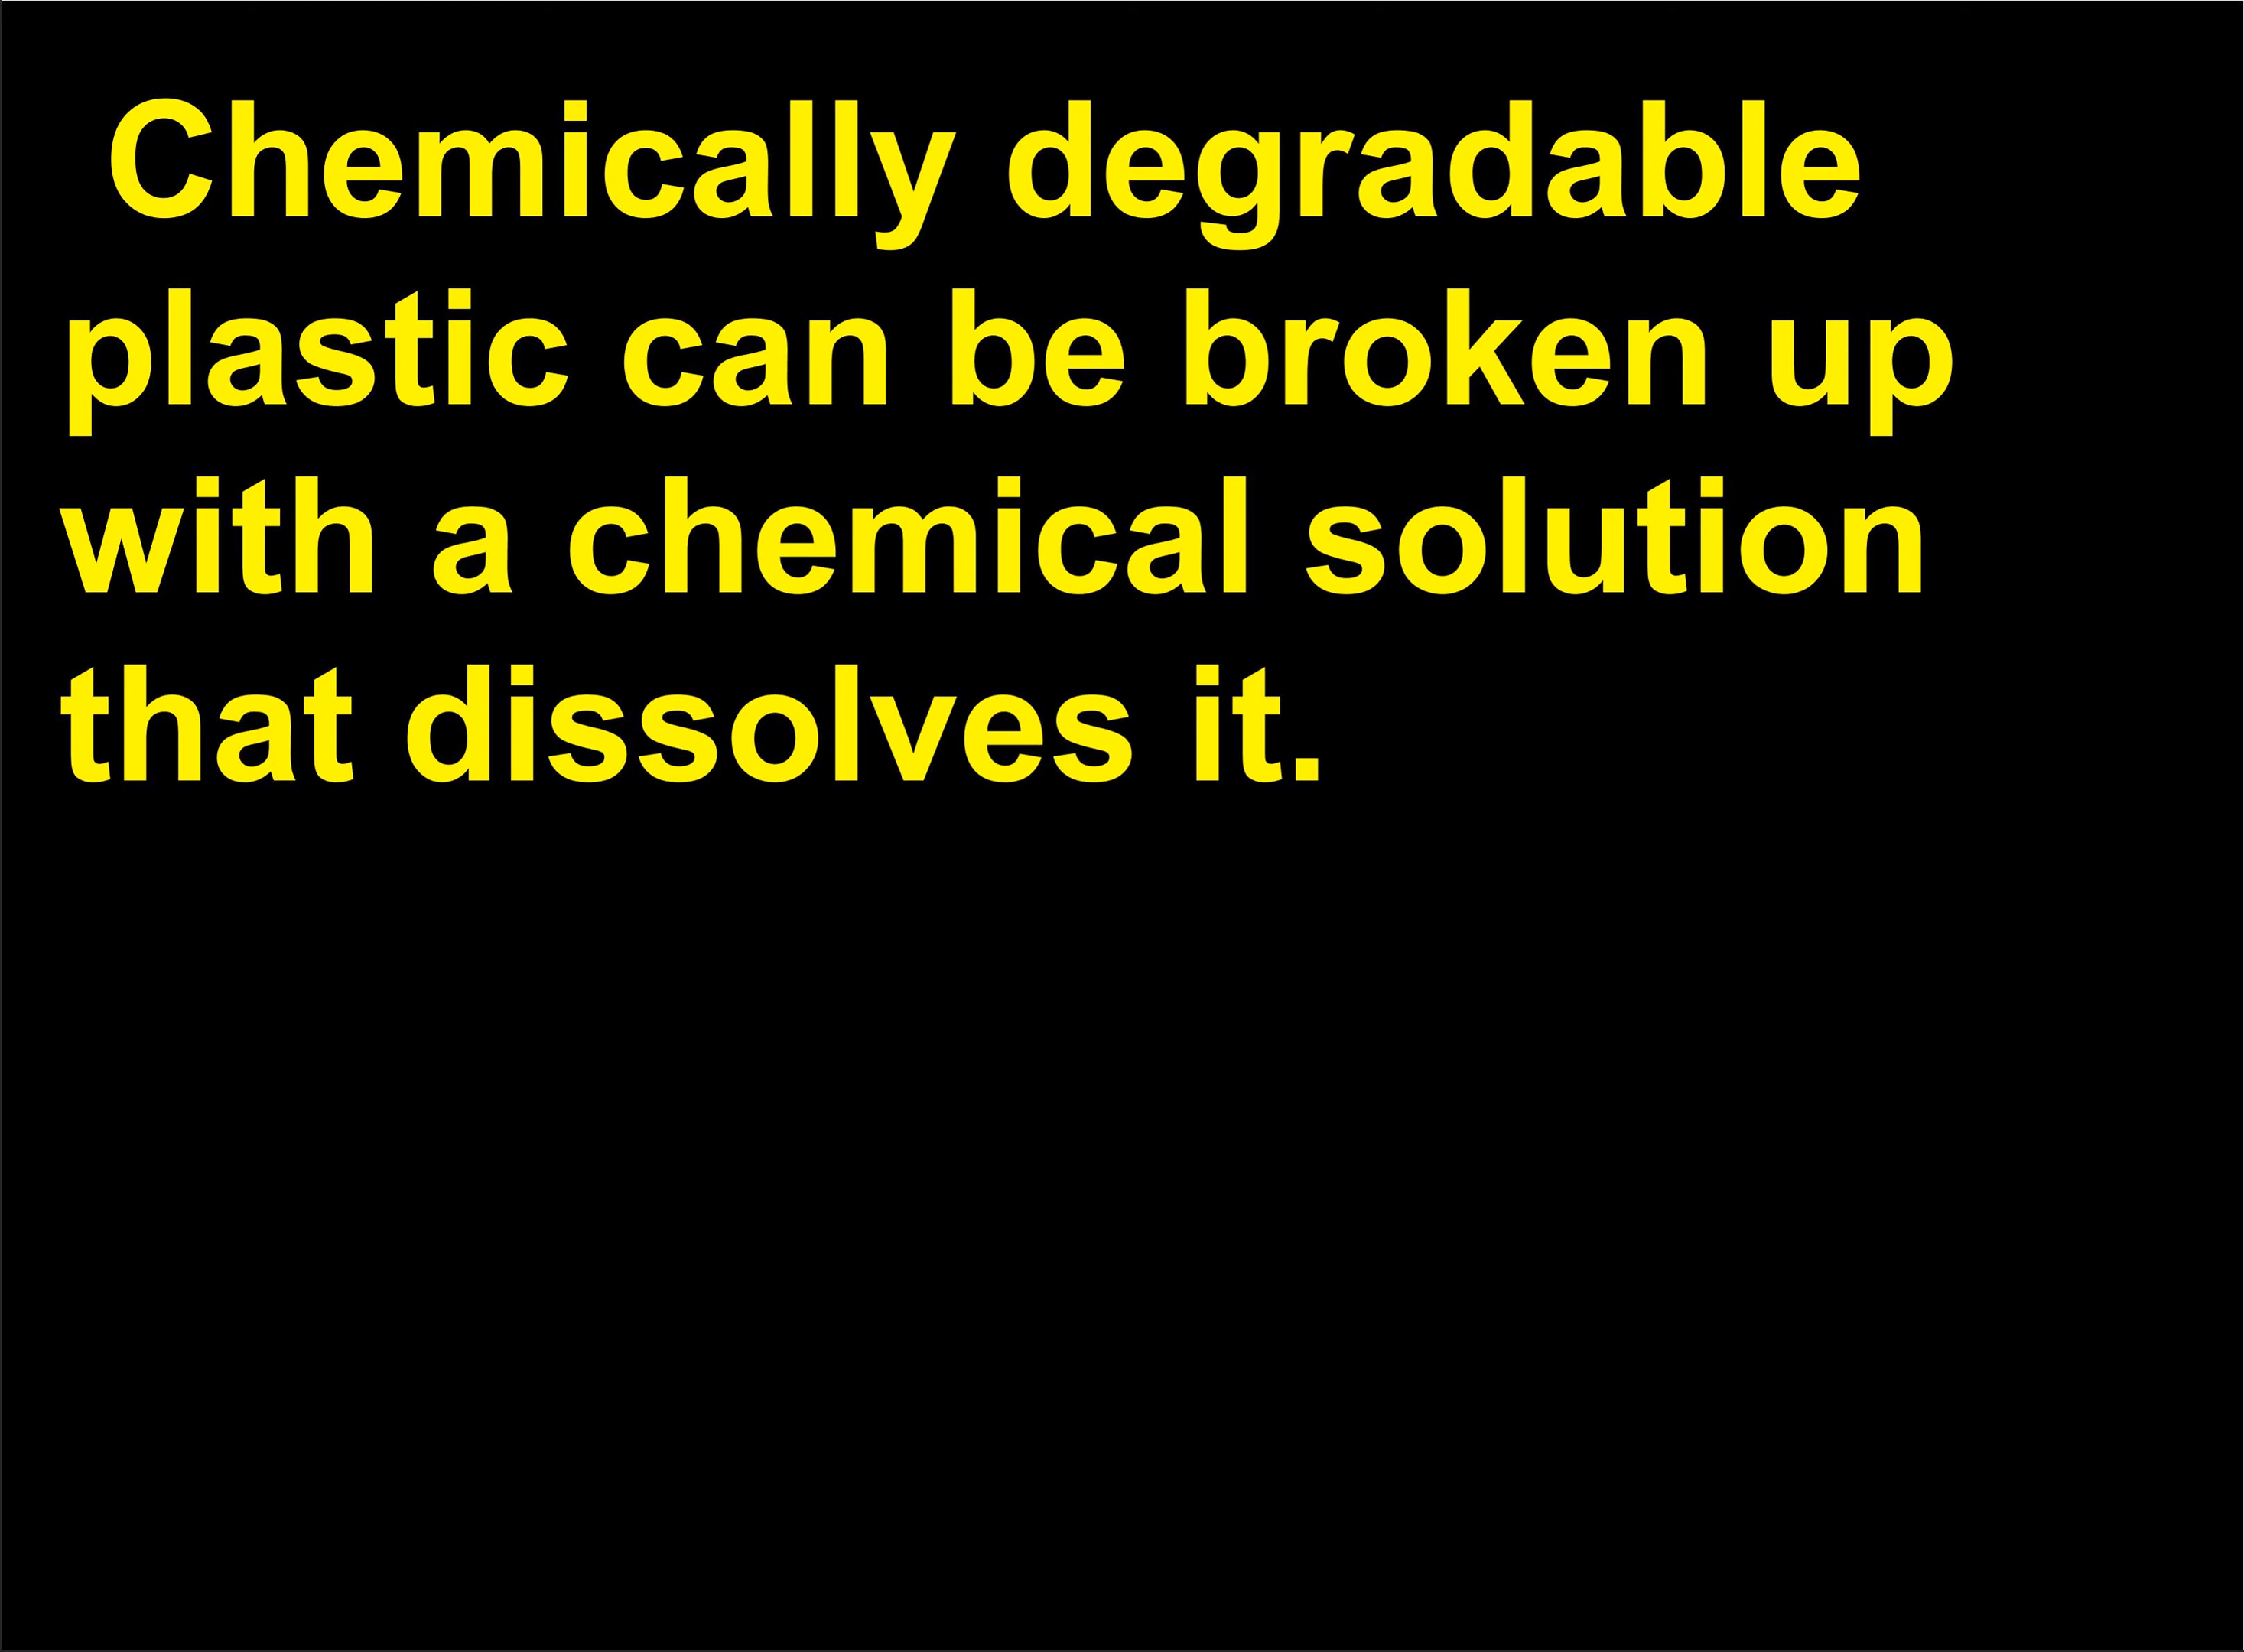 Chemically degradable
plastic can be broken up
with a chemical solution
that dissolves it.